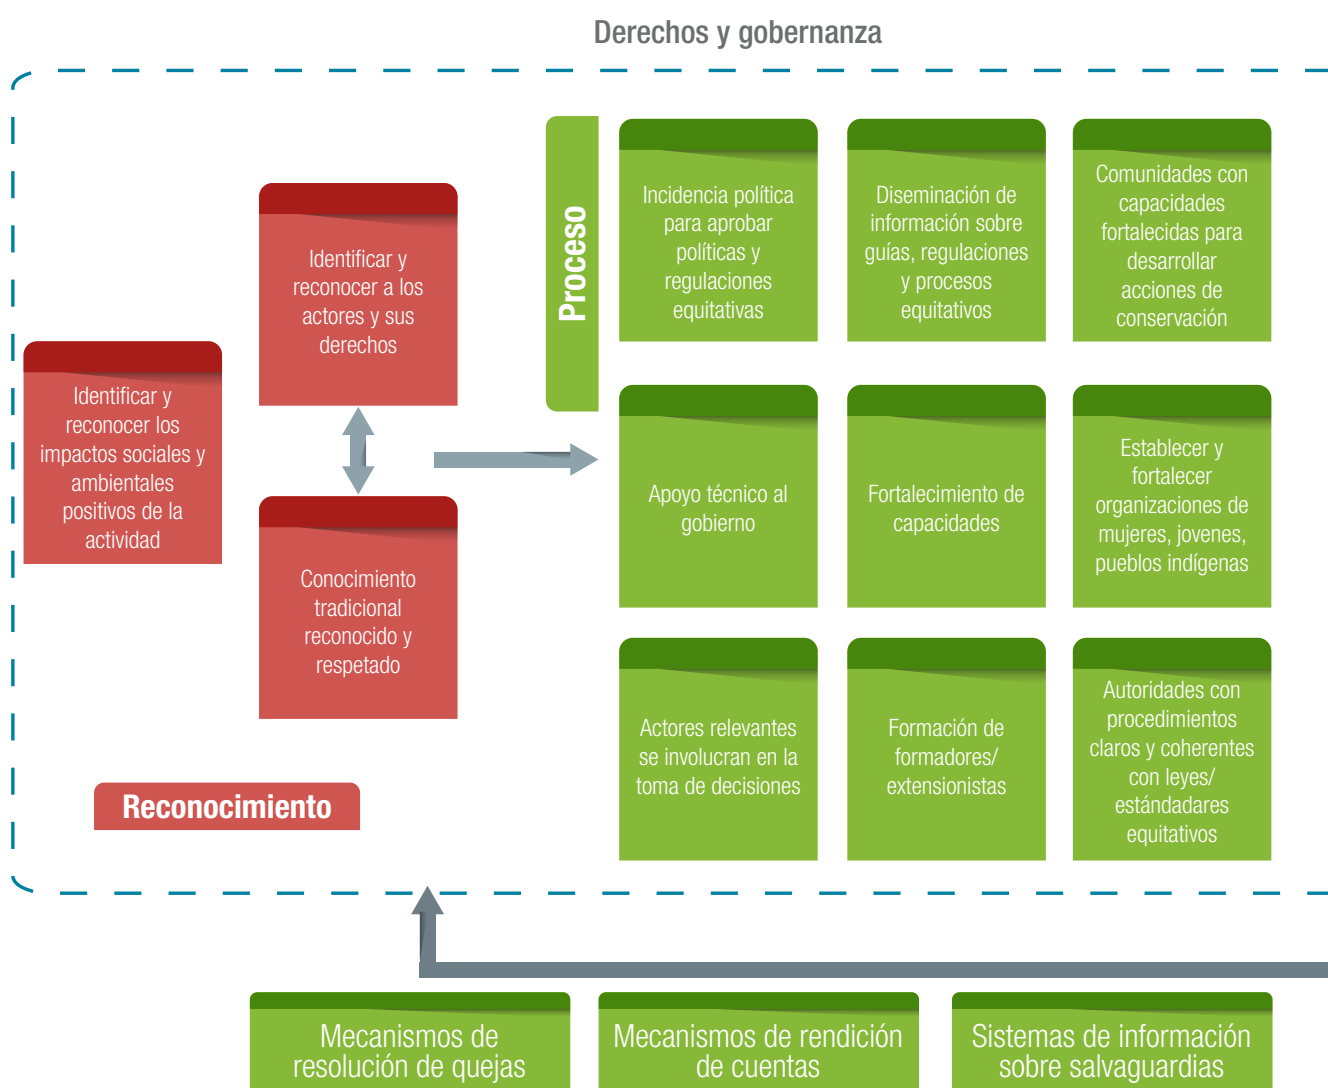 Derechos y gobernanza
Identificar y
reconocer los
impactos sociales y
ambientales
positivos de la
actividad
Identificar y
reconocer a los
actores y sus
derechos
Conocimiento
tradicional
reconocido y
respetado
Reconocimiento
Proceso
Incidencia política
para aprobar
políticas y
regulaciones
equitativas
Diseminación de
información sobre
guías, regulaciones
y procesos
equitativos
Comunidades con
capacidades
fortalecidas para
desarrollar
acciones de
conservación
Apoyo técnico al
gobierno
Fortalecimiento de
capacidades
Establecer y
fortalecer
organizaciones de
mujeres, jovenes,
pueblos indígenas
Actores relevantes
se involucran en la
toma de decisiones
Formación de
formadores/
extensionistas
Autoridades con
procedimientos
claros y coherentes
con leyes/
estándadares
equitativos
Mecanismos de
resolución de quejas
Mecanismos de rendición
de cuentas
Sistemas de información
sobre salvaguardias